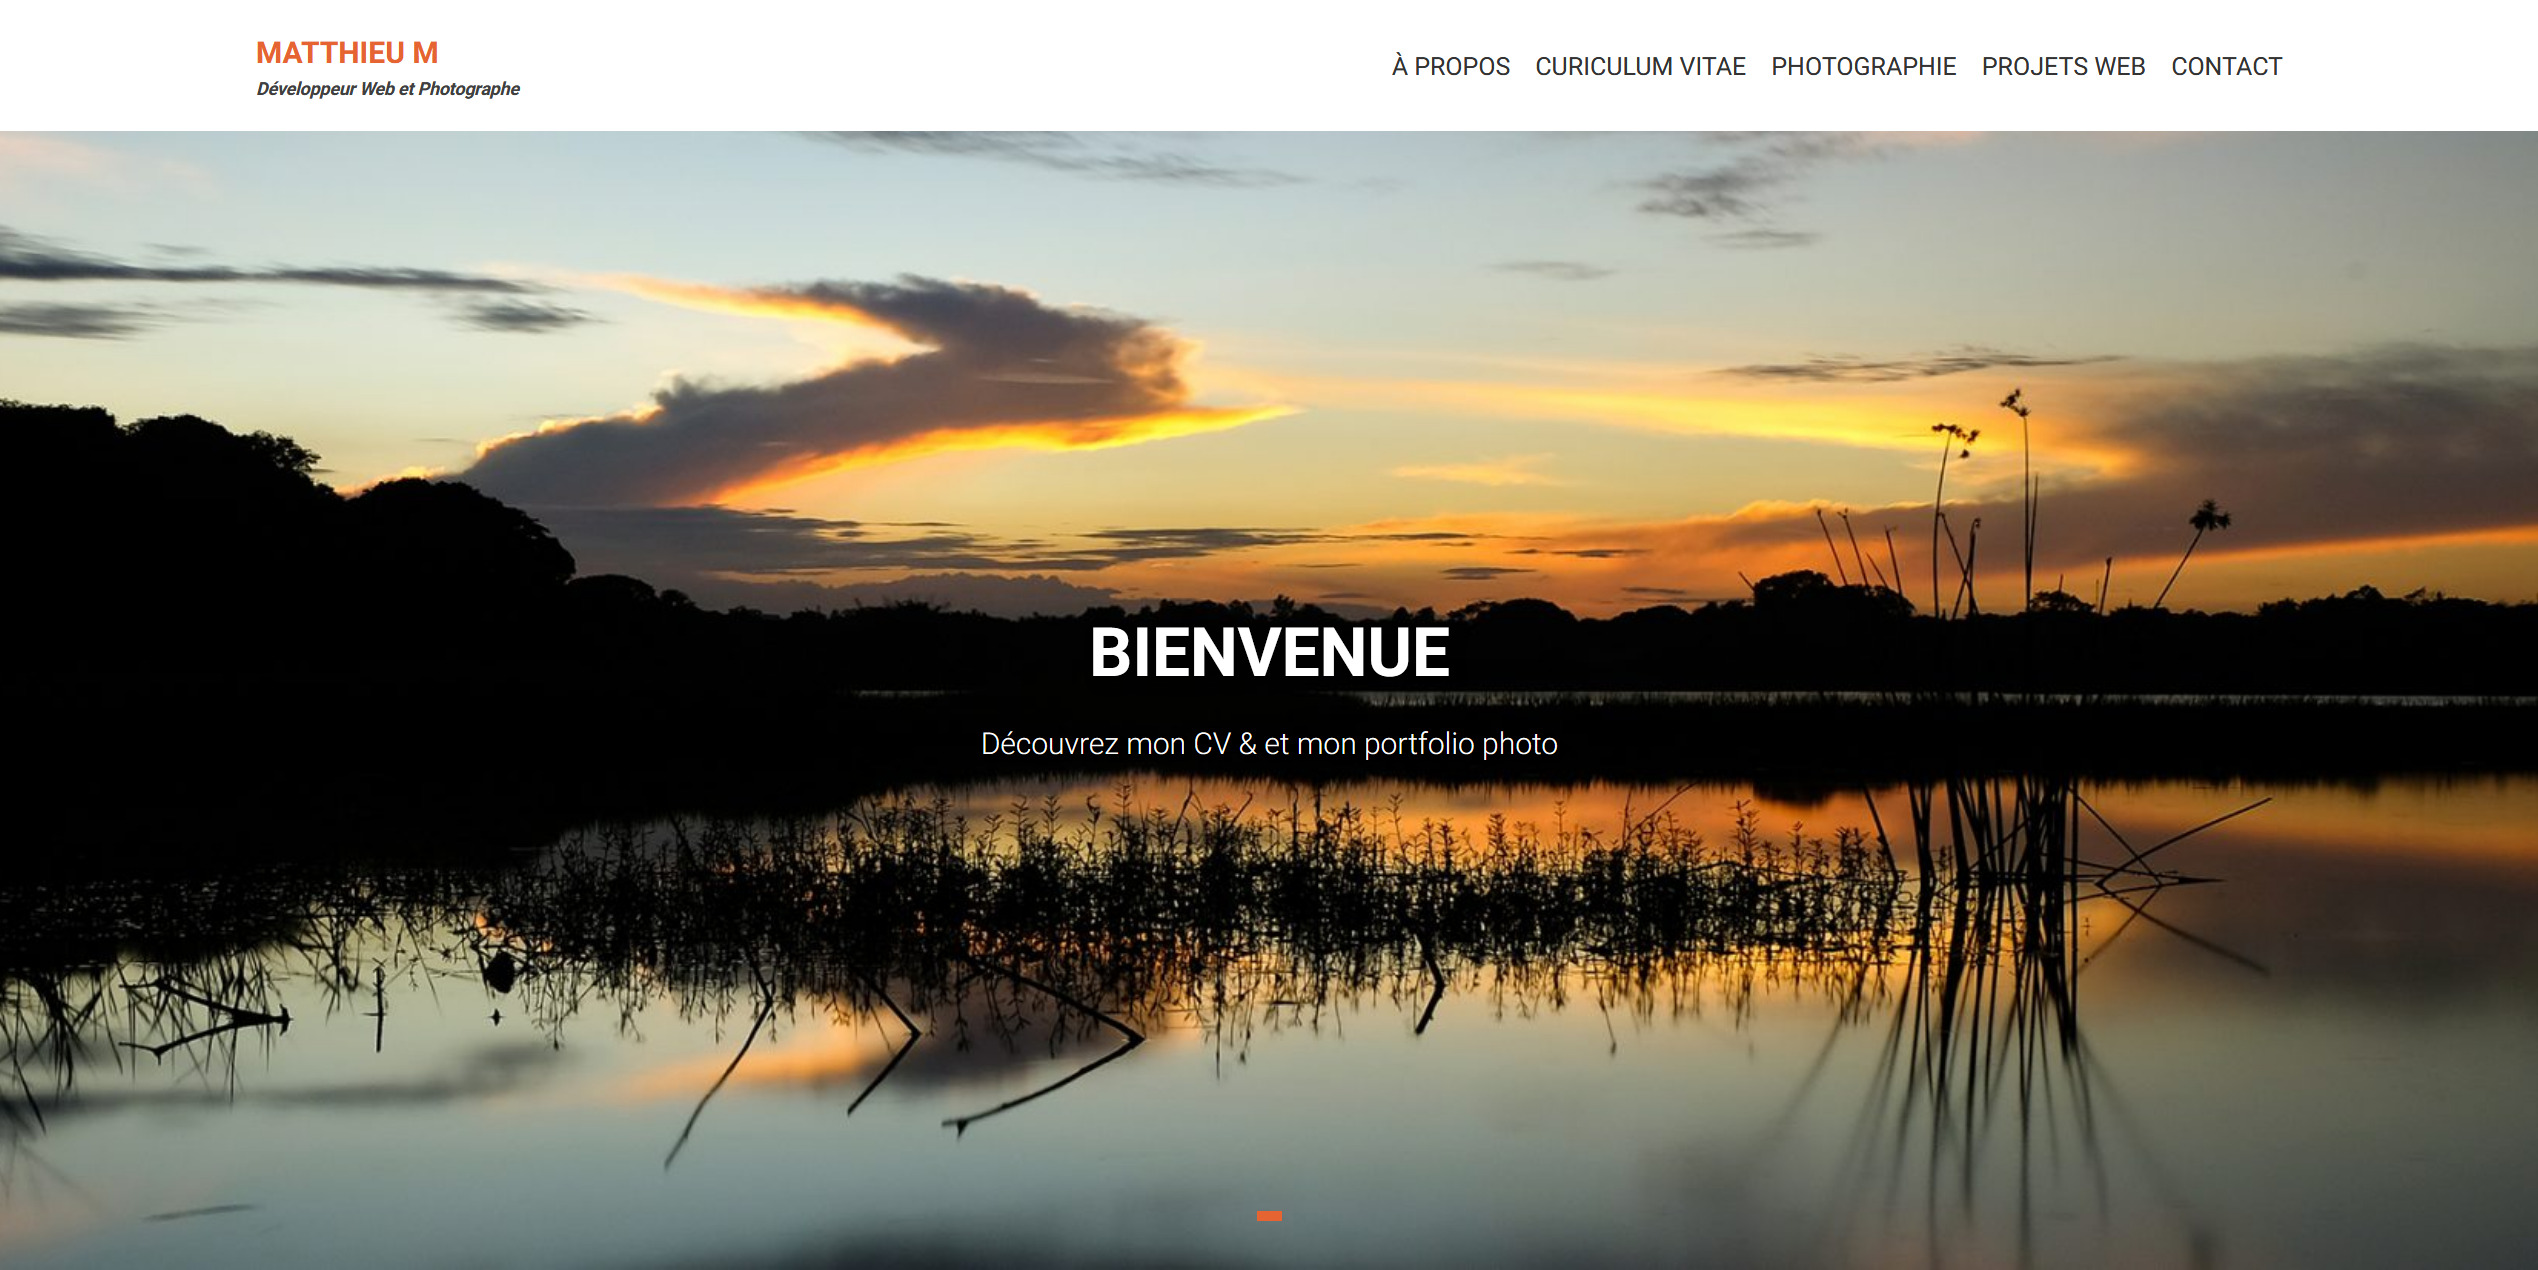 MATTHIEU M
Développeur Web et Photographe
À PROPOS CURICULUM VITAE PHOTOGRAPHIE PROJETS WEB CONTACT
BIENVENUE
Découvrez mon CV & et mon portfolio photo